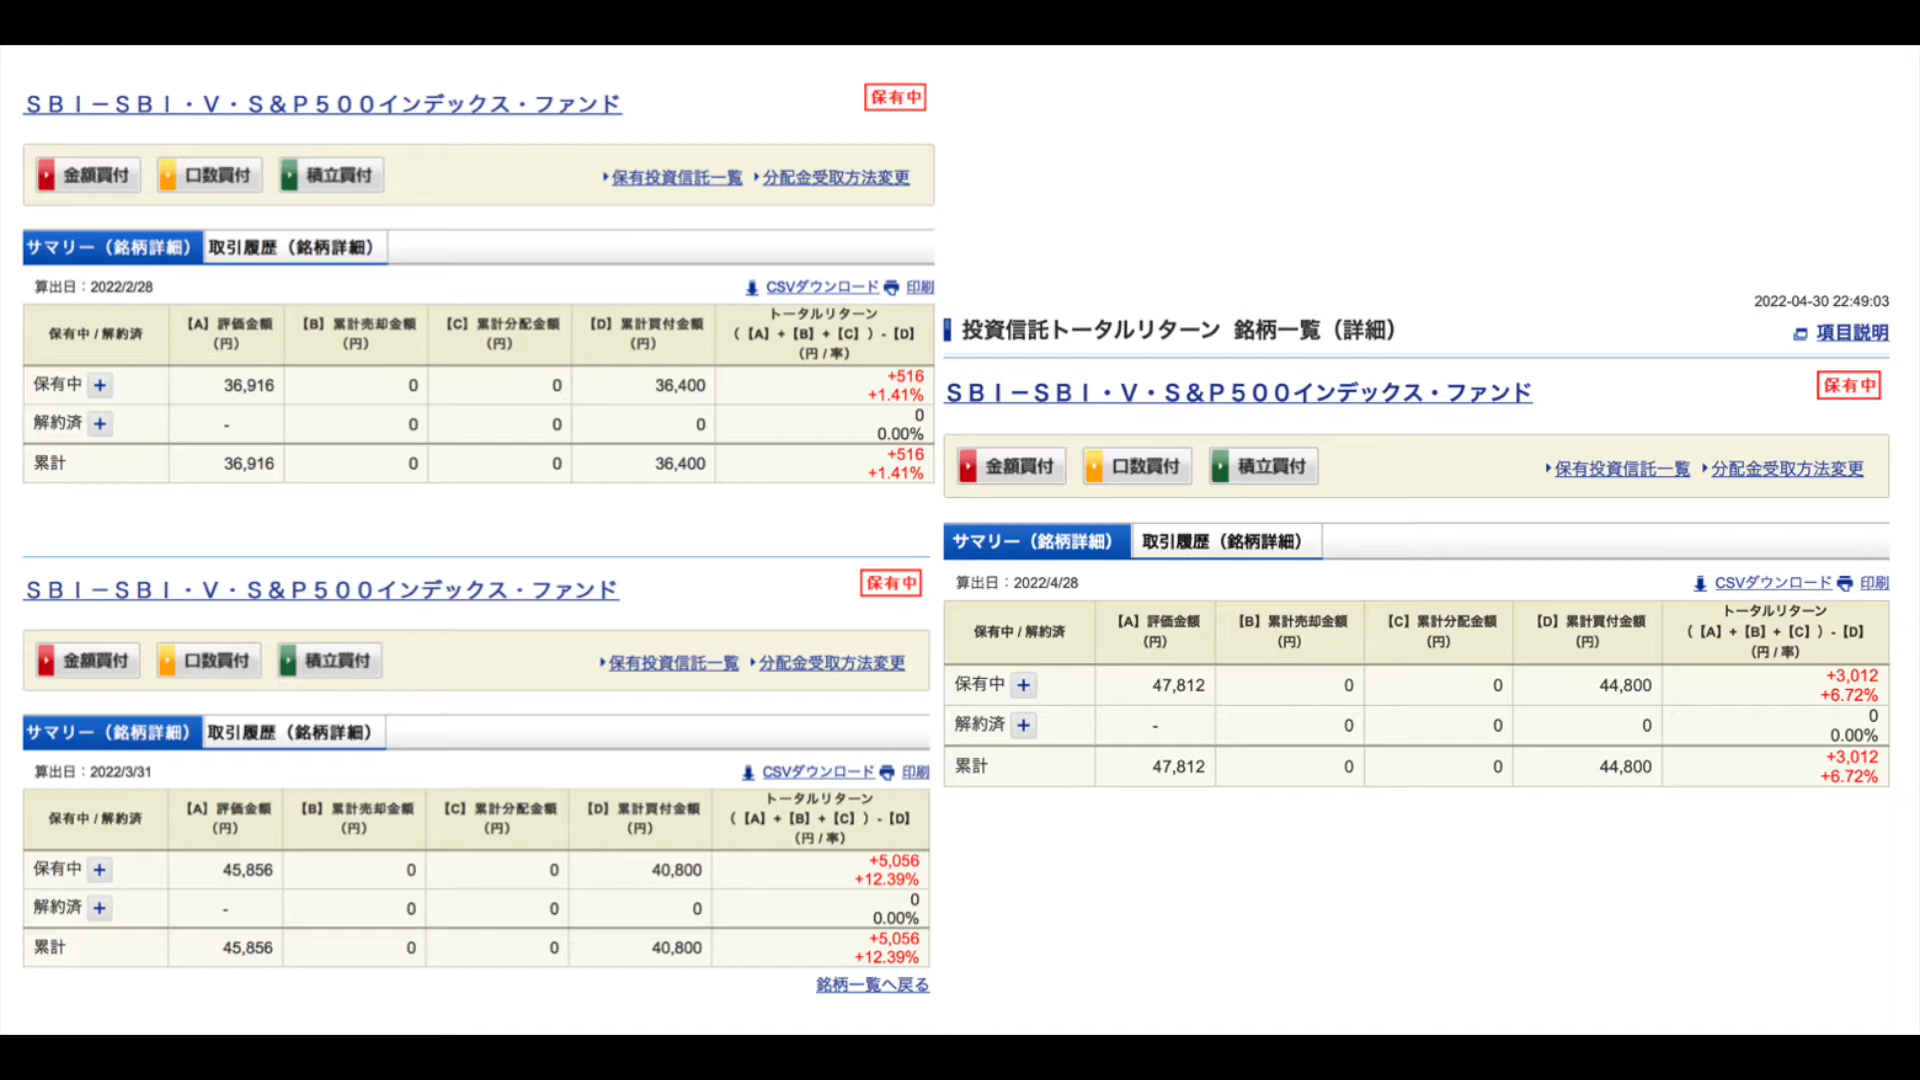 ＳＢＩ－ＳＢＩ・Ｖ・Ｓ＆Ｐ５００インデックス・ファンド
保有中
金額買付 口数買付 積立買付 保有投資信託一覧 分配金受取方法変更
サマリー（銘柄詳細） 取引履歴（銘柄詳細）
算出日：2022/2/28 CSVダウンロード 印刷
保有中 / 解約済 【A】評価金額（円） 【B】累計売却金額（円） 【C】累計分配金額（円） 【D】累計買付金額（円） トータルリターン（【A】+【B】+【C】）-【D】（円 / 率）
保有中 + 36,916 0 0 36,400 +516 +1.41%
解約済 + - 0 0 0 0 0.00%
累計 36,916 0 0 36,400 +516 +1.41%
ＳＢＩ－ＳＢＩ・Ｖ・Ｓ＆Ｐ５００インデックス・ファンド
保有中
金額買付 口数買付 積立買付 保有投資信託一覧 分配金受取方法変更
サマリー（銘柄詳細） 取引履歴（銘柄詳細）
算出日：2022/3/31 CSVダウンロード 印刷
保有中 / 解約済 【A】評価金額（円） 【B】累計売却金額（円） 【C】累計分配金額（円） 【D】累計買付金額（円） トータルリターン（【A】+【B】+【C】）-【D】（円 / 率）
保有中 + 45,856 0 0 40,800 +5,056 +12.39%
解約済 + - 0 0 0 0 0.00%
累計 45,856 0 0 40,800 +5,056 +12.39%
銘柄一覧へ戻る
2022-04-30 22:49:03
投資信託トータルリターン 銘柄一覧（詳細） 項目説明
ＳＢＩ－ＳＢＩ・Ｖ・Ｓ＆Ｐ５００インデックス・ファンド
保有中
金額買付 口数買付 積立買付 保有投資信託一覧 分配金受取方法変更
サマリー（銘柄詳細） 取引履歴（銘柄詳細）
算出日：2022/4/28 CSVダウンロード 印刷
保有中 / 解約済 【A】評価金額（円） 【B】累計売却金額（円） 【C】累計分配金額（円） 【D】累計買付金額（円） トータルリターン（【A】+【B】+【C】）-【D】（円 / 率）
保有中 + 47,812 0 0 44,800 +3,012 +6.72%
解約済 + - 0 0 0 0 0.00%
累計 47,812 0 0 44,800 +3,012 +6.72%